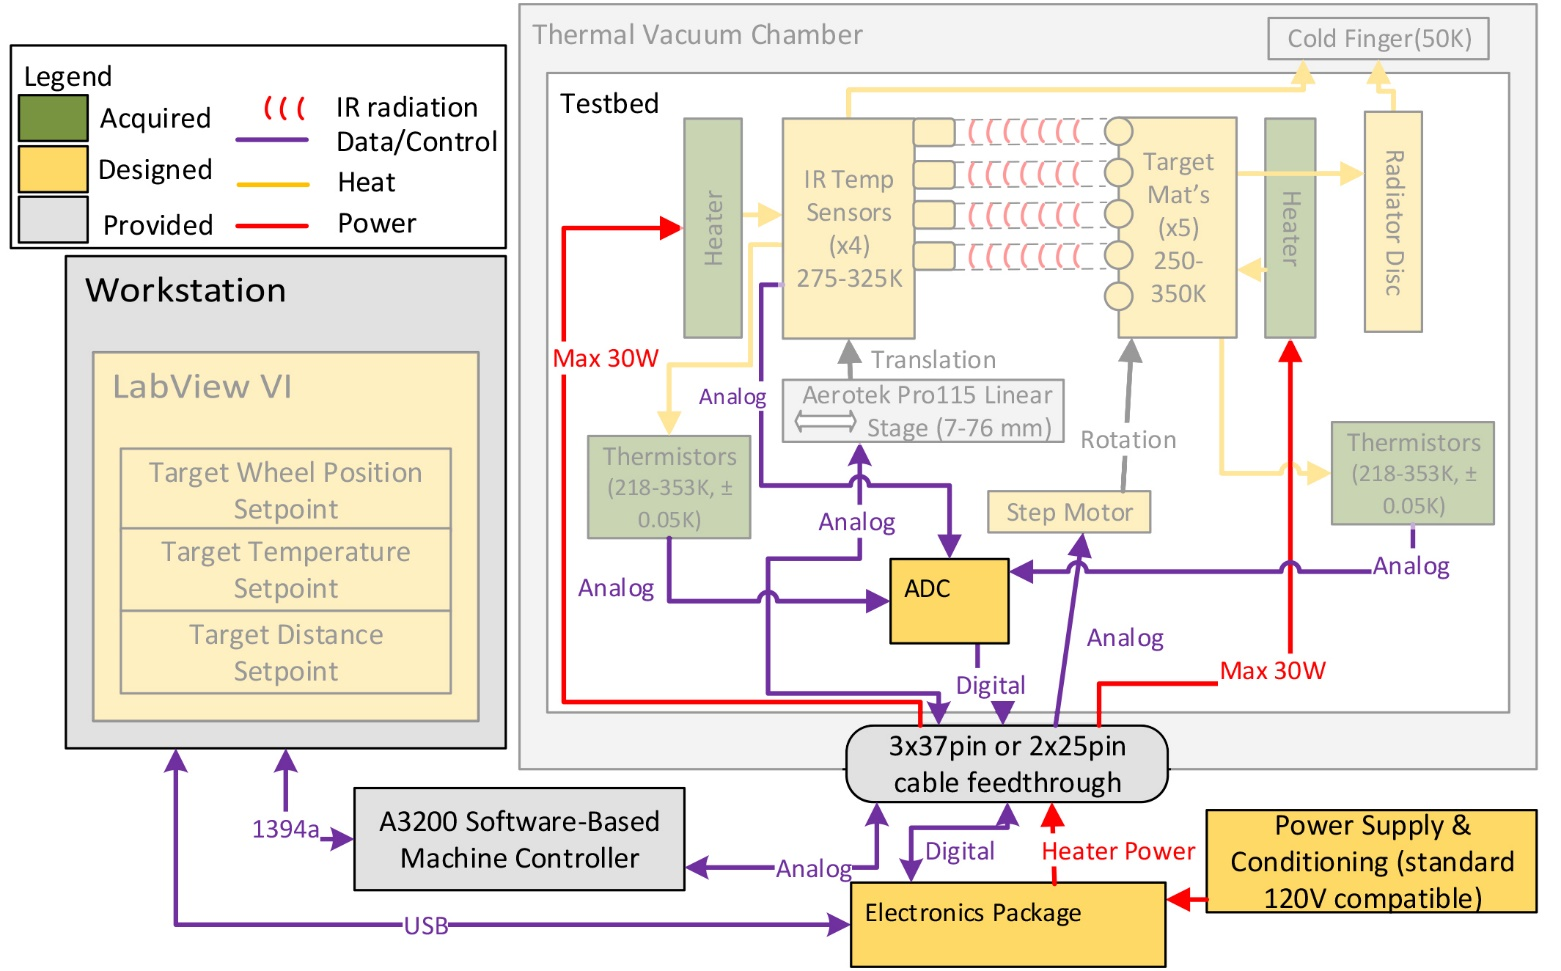 Thermal Vacuum Chamber
Cold Finger(50K)
Legend
Acquired
Designed
Provided
IR radiation
Data/Control
Heat
Power
Testbed
Heater
IR Temp
Sensors
(x4)
275-325K
Target
Mat's
(x5)
250-
350K
Heater
Radiator Disc
Workstation
LabView VI
Target Wheel Position
Setpoint
Target Temperature
Setpoint
Target Distance
Setpoint
Max 30W
Analog
Translation
Aerotek Pro115 Linear
Stage (7-76 mm)
Rotation
Thermistors
(218-353K, ±
0.05K)
Thermistors
(218-353K, ±
0.05K)
Step Motor
Analog
Analog
Analog
ADC
Analog
Digital
Max 30W
3x37pin or 2x25pin
cable feedthrough
1394a
A3200 Software-Based
Machine Controller
Analog
Digital
Heater Power
Power Supply &
Conditioning (standard
120V compatible)
USB
Electronics Package